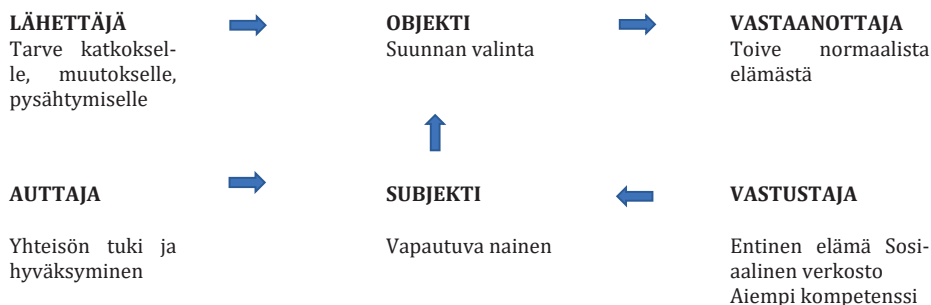 LÄHETTÄJÄ
Tarve katkoksel-
le, muutokselle,
pysähtymiselle
OBJEKTI
Suunnan valinta
VASTAANOTTAJA
Toive normaalista
elämästä
AUTTAJA
Yhteisön tuki ja
hyväksyminen
SUBJEKTI
Vapautuva nainen
VASTUSTAJA
Entinen elämä Sosi-
aalinen verkosto
Aiempi kompetenssi